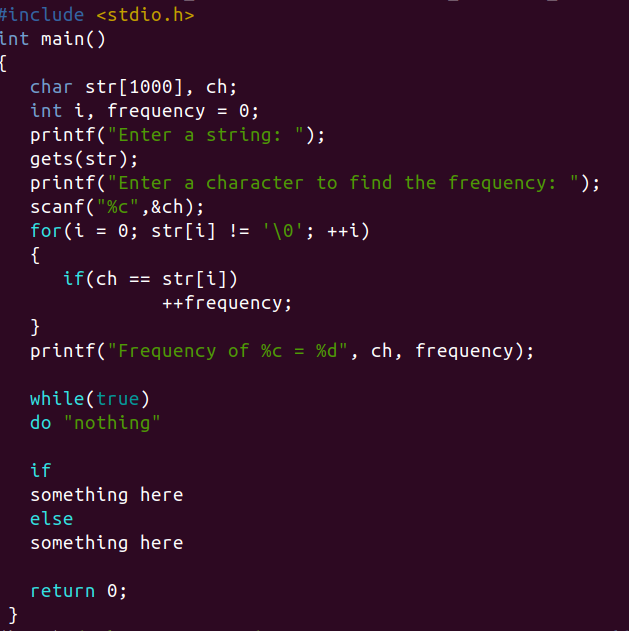 #include <stdio.h>
int main()
{
   char str[1000], ch;
   int i, frequency = 0;
   printf("Enter a string: ");
   gets(str);
   printf("Enter a character to find the frequency: ");
   scanf("%c",&ch);
   for(i = 0; str[i] != '\0'; ++i)
   {
      if(ch == str[i])
               ++frequency;
   }
   printf("Frequency of %c = %d", ch, frequency);

   while(true)
   do "nothing"

   if
   something here
   else
   something here

   return 0;
 }